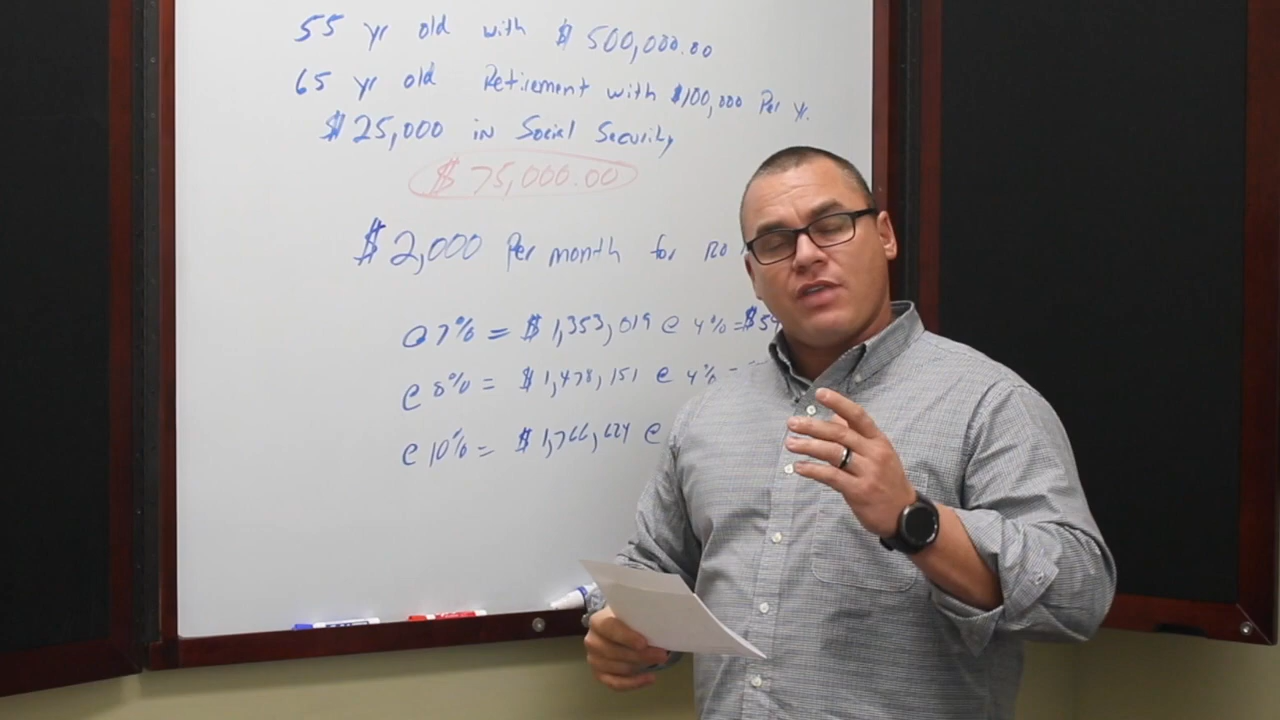 55 yr old with $ 500,000.00
65 yr old Retirement with $100,000 Per yr.
$25,000 in Social Security
$75,000.00
$2,000 Per month for
@ 7% = $1,353,019 @ 4% = $54
@ 8% = $1,478,151 @ 4% =
@ 10% = $1,766,624 @